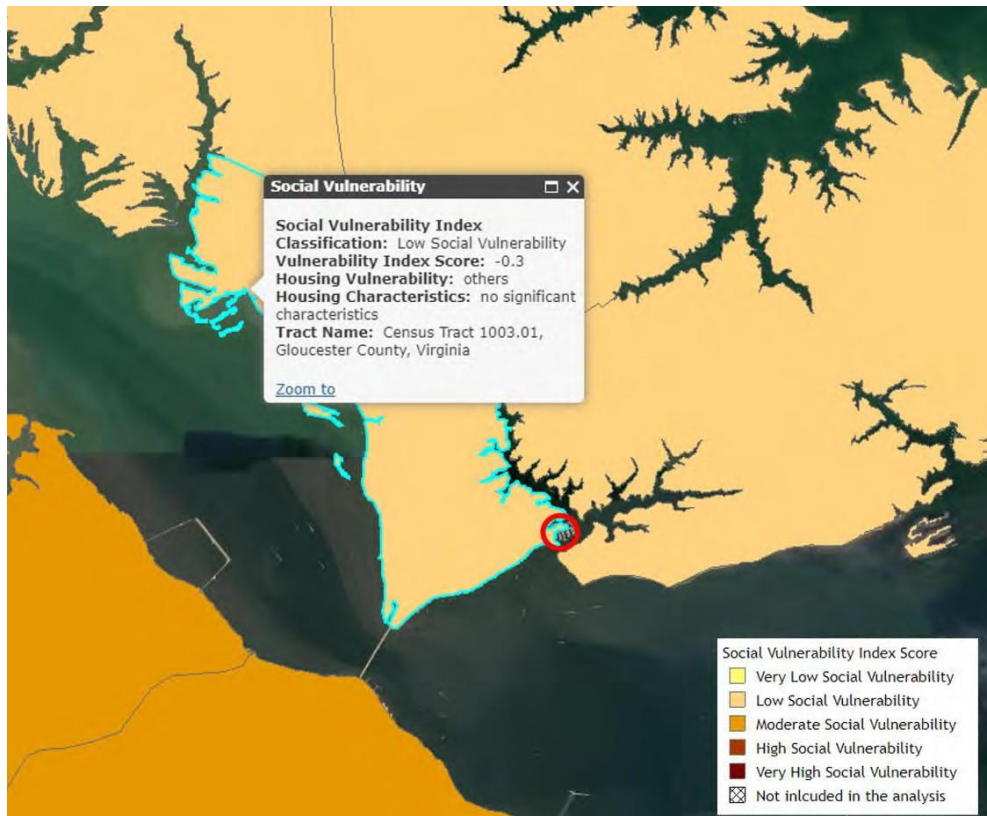 Social Vulnerability
Social Vulnerability Index
Classification: Low Social Vulnerability
Vulnerability Index Score: -0.3
Housing Vulnerability: others
Housing Characteristics: no significant
characteristics
Tract Name: Census Tract 1003.01,
Gloucester County, Virginia
Zoom to
Social Vulnerability Index Score
Very Low Social Vulnerability
Low Social Vulnerability
Moderate Social Vulnerability
High Social Vulnerability
Very High Social Vulnerability
Not inlcuded in the analysis